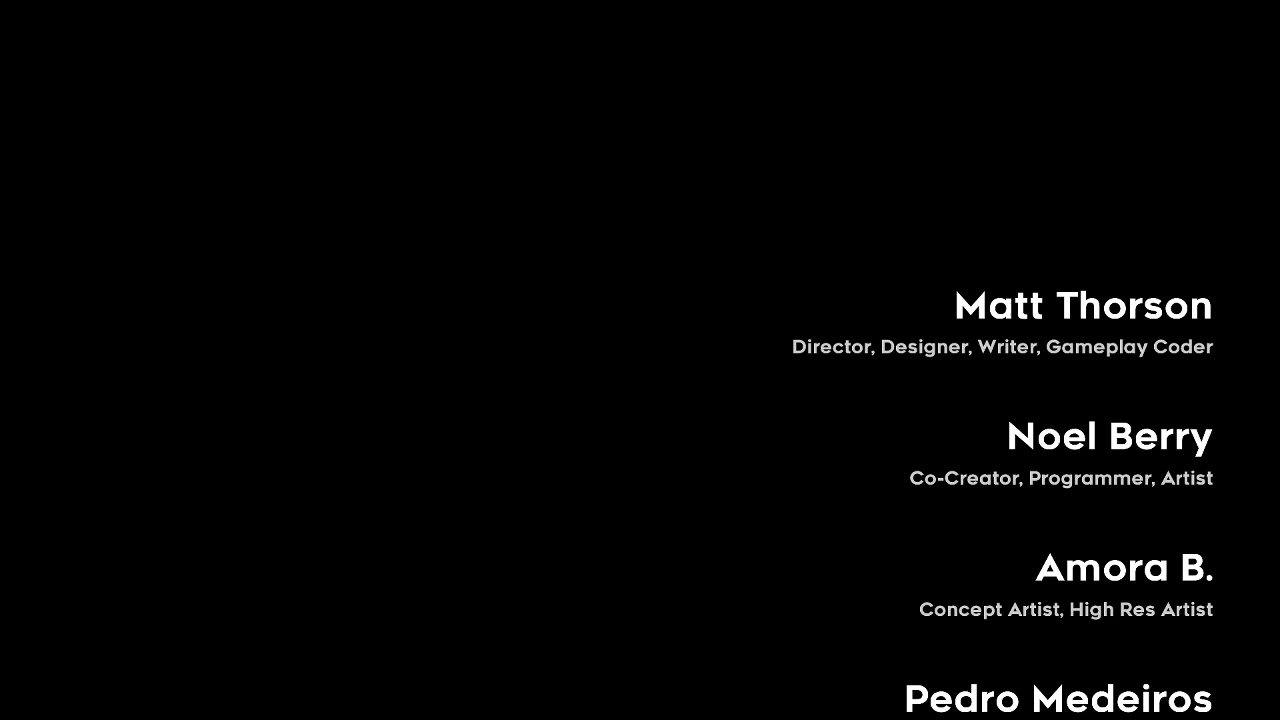 Matt Thorson
Director, Designer, Writer, Gameplay Coder
Noel Berry
Co-Creator, Programmer, Artist
Amora B.
Concept Artist, High Res Artist
Pedro Medeiros